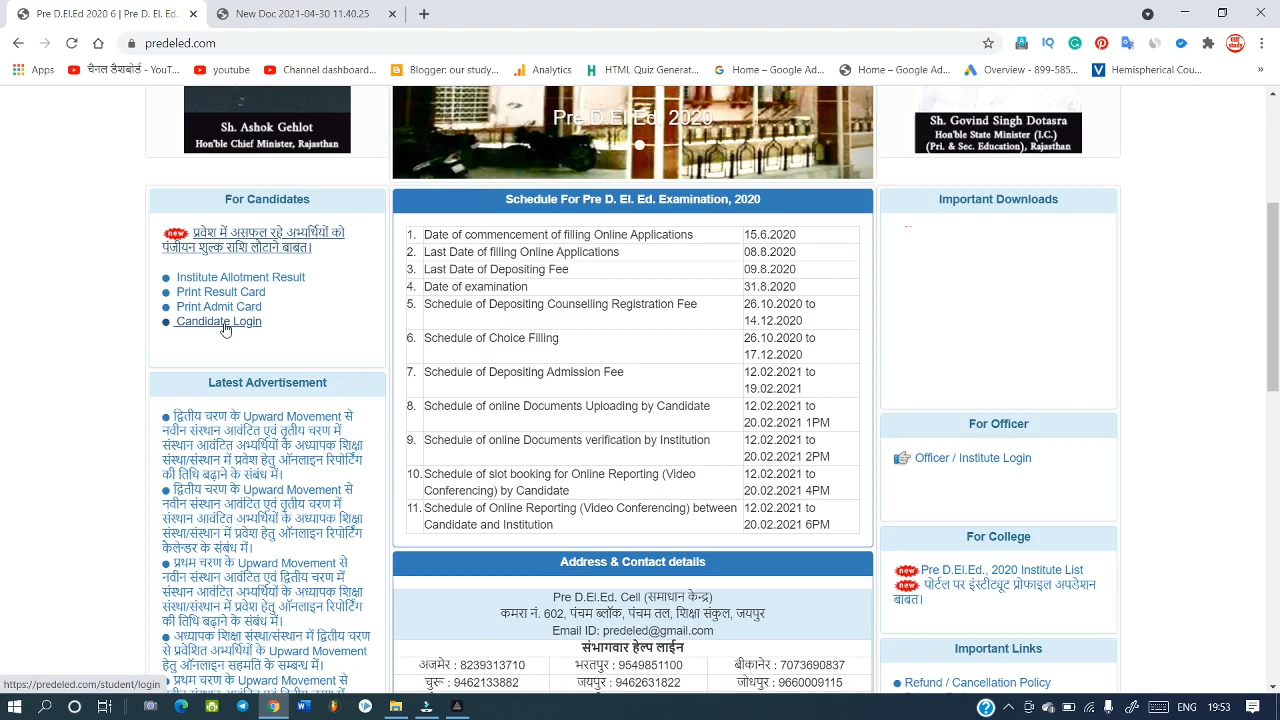 Pre D.El.Ed 2020 6 | Pre D. El. Ed.
New Doc Gehlot-30 11.40.25
predeled.com
Apps
चैनल डैशबोर्ड - YouT...
youtube
Channel dashboard...
Blogger: our study...
Analytics
HTML Quiz Generat...
Home – Google Ad...
Home – Google Ad...
Overview - 899-585...
Hemispherical Cou...
»
Sh. Ashok Gehlot
Hon'ble Chief Minister, Rajasthan
Pre D.El.Ed. 2020
Sh. Govind Singh Dotasra
Hon'ble State Minister (I.C.)
(Pri. & Sec. Education), Rajasthan
For Candidates
new प्रवेश में असफल रहे अभ्यर्थियों को
पंजीयन शुल्क राशि लौटाने बाबत।
Institute Allotment Result
Print Result Card
Print Admit Card
Candidate Login
Latest Advertisement
द्वितीय चरण के Upward Movement से
नवीन संस्थान आवंटित एवं तृतीय चरण में
संस्थान आवंटित अभ्यर्थियों के अध्यापक शिक्षा
संस्था/संस्थान में प्रवेश हेतु ऑनलाइन रिपोर्टिंग
की तिथि बढ़ाने के संबंध में।
द्वितीय चरण के Upward Movement से
नवीन संस्थान आवंटित एवं तृतीय चरण में
संस्थान आवंटित अभ्यर्थियों के अध्यापक शिक्षा
संस्था/संस्थान में प्रवेश हेतु ऑनलाइन रिपोर्टिंग
केलेन्डर के संबंध में।
प्रथम चरण के Upward Movement से
नवीन संस्थान आवंटित एवं द्वितीय चरण में
संस्थान आवंटित अभ्यर्थियों के अध्यापक शिक्षा
संस्था/संस्थान में प्रवेश हेतु ऑनलाइन रिपोर्टिंग
के संबंध में।
अध्यापक शिक्षा संस्था/संस्थान में द्वितीय चरण
से प्रवेशित अभ्यर्थी के Upward Movement
हेतु ऑनलाइन सहमति के सम्बन्ध में।
प्रथम चरण के Upward Movement से
Schedule For Pre D. El. Ed. Examination, 2020
1. Date of commencement of filling Online Applications 15.6.2020
2. Last Date of filling Online Applications 08.8.2020
3. Last Date of Depositing Fee 09.8.2020
4. Date of examination 31.8.2020
5. Schedule of Depositing Counselling Registration Fee 26.10.2020 to
14.12.2020
6. Schedule of Choice Filling 26.10.2020 to
17.12.2020
7. Schedule of Depositing Admission Fee 12.02.2021 to
19.02.2021
8. Schedule of online Documents Uploading by Candidate 12.02.2021 to
20.02.2021 1PM
9. Schedule of online Documents verification by Institution 12.02.2021 to
20.02.2021 2PM
10. Schedule of slot booking for Online Reporting (Video 12.02.2021 to
Conferencing) by Candidate 20.02.2021 4PM
11. Schedule of Online Reporting (Video Conferencing) between 12.02.2021 to
Candidate and Institution 20.02.2021 6PM
Address & Contact details
Pre D.El.Ed. Cell (समाधान केन्द्र)
कमरा नं. 602, पंचम ब्लॉक, पंचम तल, शिक्षा संकुल, जयपुर
Email ID: predeled@gmail.com
संभागवार हेल्प लाईन
अजमेर : 8239313710 भरतपुर : 9549851100 बीकानेर : 7073690837
चुरू : 9462133882 जयपुर : 9462631822 जोधपुर : 9660009115
Important Downloads
For Officer
Officer / Institute Login
For College
new Pre D.El.Ed., 2020 Institute List
new पोर्टल पर इंस्टीट्यूट प्रोफाइल अपडेशन
बाबत।
Important Links
Refund / Cancellation Policy
https://predeled.com/student/login
ENG 19:53